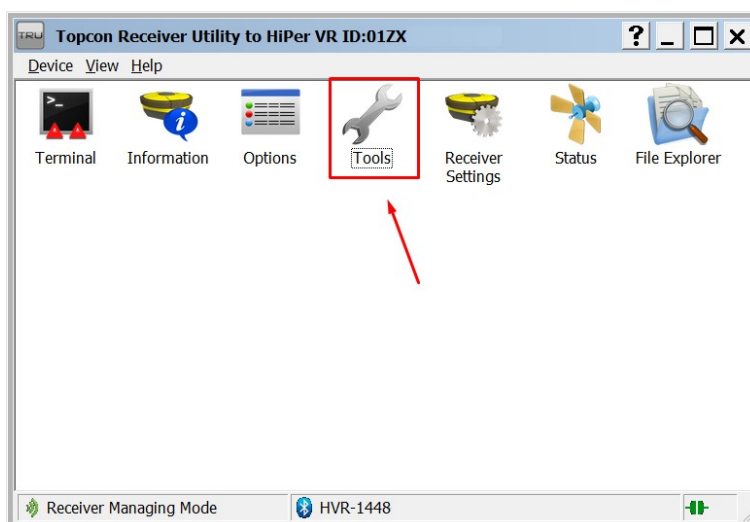 TRU Topcon Receiver Utility to HiPer VR ID:01ZX
Device View Help
Terminal Information Options Tools Receiver Settings Status File Explorer
Receiver Managing Mode HVR-1448